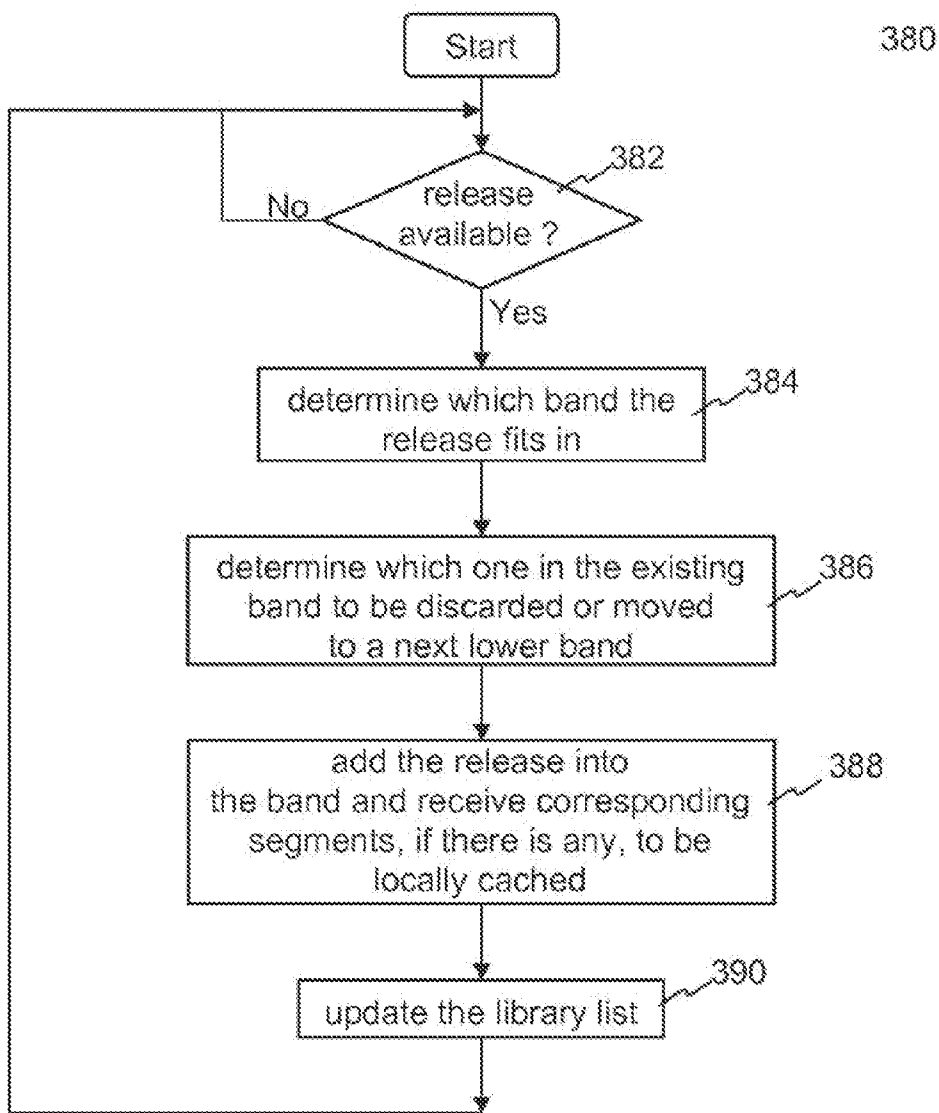 380
Start
382
release
available ?
No
Yes
384
determine which band the
release fits in
386
determine which one in the existing
band to be discarded or moved
to a next lower band
388
add the release into
the band and receive corresponding
segments, if there is any, to be
locally cached
390
update the library list